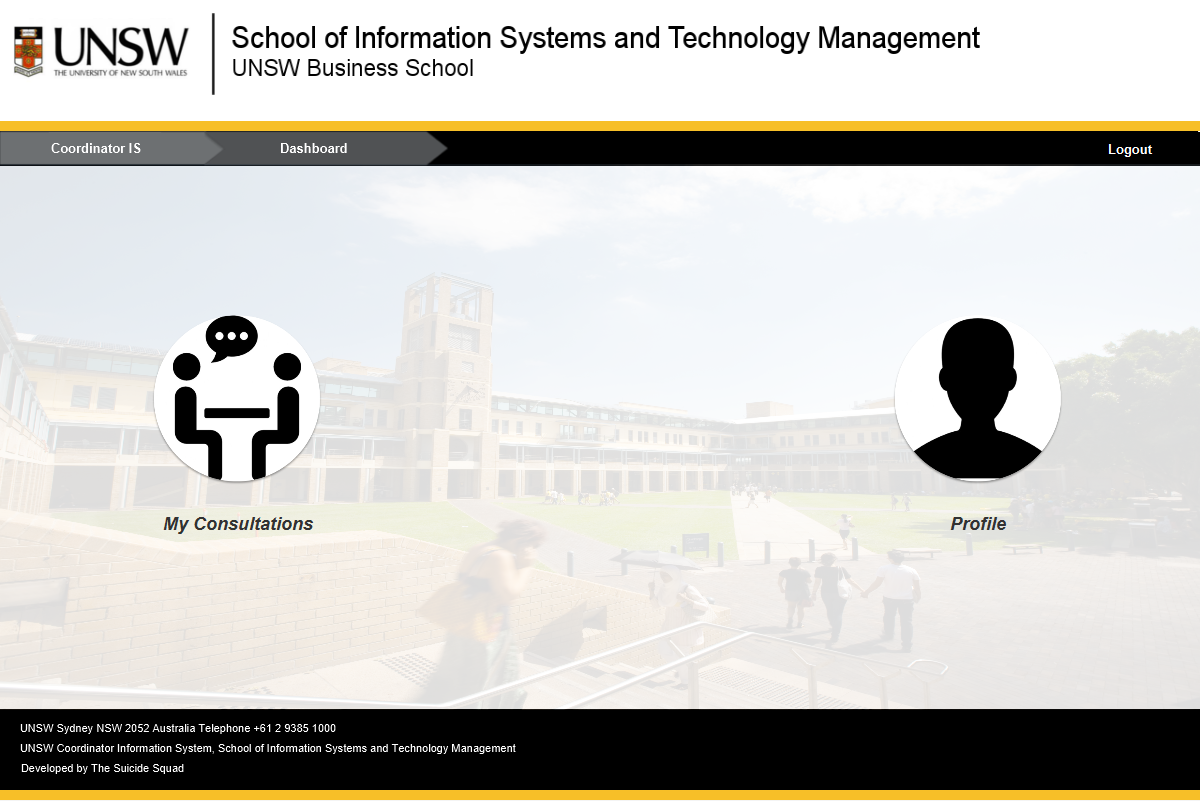 UNSW
THE UNIVERSITY OF NEW SOUTH WALES
School of Information Systems and Technology Management
UNSW Business School
Coordinator IS
Dashboard
Logout
My Consultations
Profile
UNSW Sydney NSW 2052 Australia Telephone +61 2 9385 1000
UNSW Coordinator Information System, School of Information Systems and Technology Management
Developed by The Suicide Squad